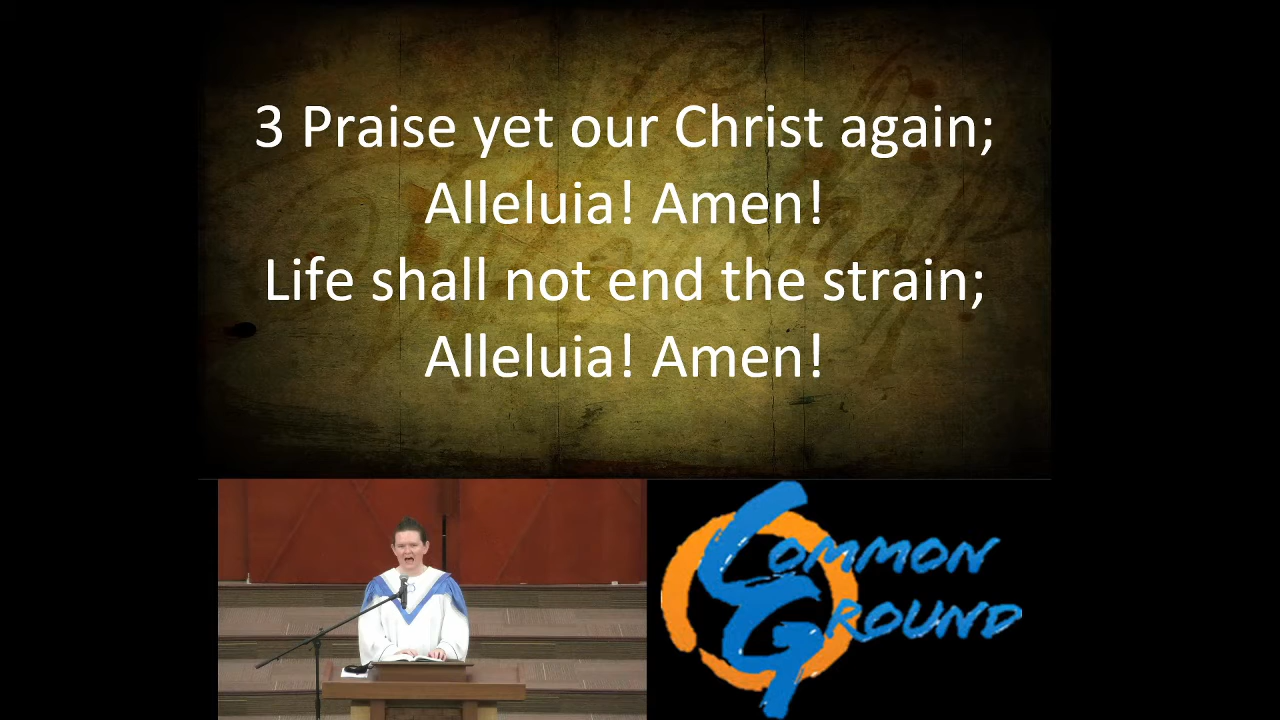 3 Praise yet our Christ again;
Alleluia! Amen!
Life shall not end the strain;
Alleluia! Amen!
Common
Ground